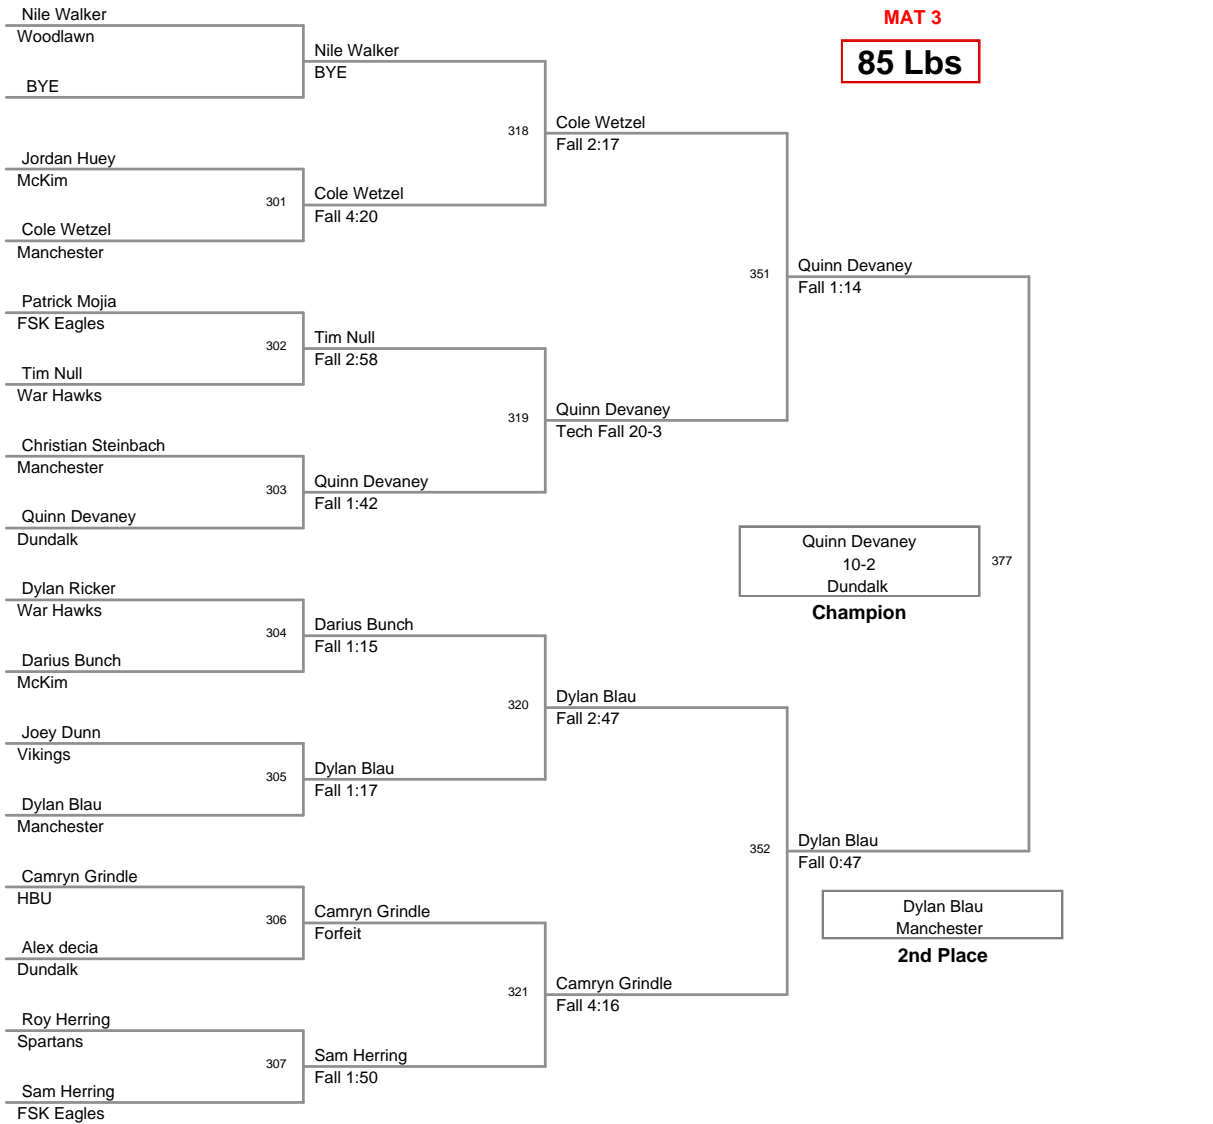 Nile Walker
Woodlawn
BYE
Jordan Huey
McKim
301
Cole Wetzel
Manchester
Patrick Mojia
FSK Eagles
302
Tim Null
War Hawks
Christian Steinbach
Manchester
303
Quinn Devaney
Dundalk
Dylan Ricker
War Hawks
304
Darius Bunch
McKim
Joey Dunn
Vikings
305
Dylan Blau
Manchester
Camryn Grindle
HBU
306
Alex decia
Dundalk
Roy Herring
Spartans
307
Sam Herring
FSK Eagles
Nile Walker
BYE
318
Cole Wetzel
Fall 4:20
Tim Null
Fall 2:58
319
Quinn Devaney
Fall 1:42
Darius Bunch
Fall 1:15
320
Dylan Blau
Fall 1:17
Camryn Grindle
Forfeit
321
Sam Herring
Fall 1:50
Cole Wetzel
Fall 2:17
351
Quinn Devaney
Tech Fall 20-3
Dylan Blau
Fall 2:47
352
Camryn Grindle
Fall 4:16
MAT 3
85 Lbs
Quinn Devaney
Fall 1:14
Quinn Devaney
10-2
Dundalk
377
Champion
Dylan Blau
Fall 0:47
Dylan Blau
Manchester
2nd Place